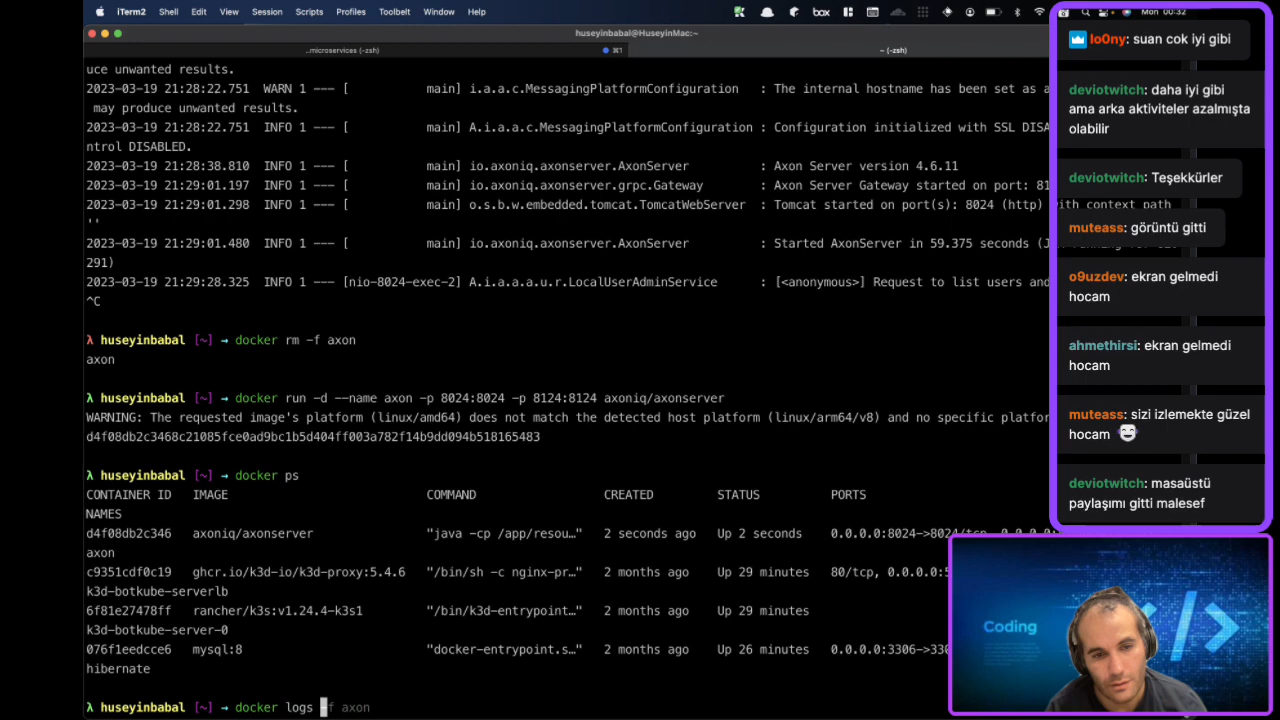 iTerm2 Shell Edit View Session Scripts Profiles Toolbelt Window Help box Mon 00:32
huseyinbabal@HuseyinMac:~
..microservices (-zsh) ⌘1 ~ (-zsh)
uce unwanted results.
2023-03-19 21:28:22.751 WARN 1 --- [ main] i.a.a.c.MessagingPlatformConfiguration : The internal hostname has been set as a
may produce unwanted results.
2023-03-19 21:28:22.751 INFO 1 --- [ main] A.i.a.a.c.MessagingPlatformConfiguration : Configuration initialized with SSL DISA
ntrol DISABLED.
2023-03-19 21:28:38.810 INFO 1 --- [ main] io.axoniq.axonserver.AxonServer : Axon Server version 4.6.11
2023-03-19 21:29:01.197 INFO 1 --- [ main] io.axoniq.axonserver.grpc.Gateway : Axon Server Gateway started on port: 81
2023-03-19 21:29:01.298 INFO 1 --- [ main] o.s.b.w.embedded.tomcat.TomcatWebServer : Tomcat started on port(s): 8024 (http) with context path
''
2023-03-19 21:29:01.480 INFO 1 --- [ main] io.axoniq.axonserver.AxonServer : Started AxonServer in 59.375 seconds
291)
2023-03-19 21:29:28.325 INFO 1 --- [nio-8024-exec-2] A.i.a.a.a.u.r.LocalUserAdminService : [<anonymous>] Request to list users and
^C
λ huseyinbabal [~] → docker rm -f axon
axon
λ huseyinbabal [~] → docker run -d --name axon -p 8024:8024 -p 8124:8124 axoniq/axonserver
WARNING: The requested image's platform (linux/amd64) does not match the detected host platform (linux/arm64/v8) and no specific platfor
d4f08db2c3468c21085fce0ad9bc1b5d404ff003a782f14b9dd094b518165483
λ huseyinbabal [~] → docker ps
CONTAINER ID IMAGE COMMAND CREATED STATUS PORTS
NAMES
d4f08db2c346 axoniq/axonserver "java -cp /app/resou…" 2 seconds ago Up 2 seconds 0.0.0.0:8024->8024/tcp, 0.0.0.0:
axon
c9351cdf0c19 ghcr.io/k3d-io/k3d-proxy:5.4.6 "/bin/sh -c nginx-pr…" 2 months ago Up 29 minutes 80/tcp, 0.0.0.0:5
k3d-botkube-serverlb
6f81e27478ff rancher/k3s:v1.24.4-k3s1 "/bin/k3d-entrypoint…" 2 months ago Up 29 minutes
k3d-botkube-server-0
076f1eedcce6 mysql:8 "docker-entrypoint.s…" 2 months ago Up 26 minutes 0.0.0.0:3306->330
hibernate
λ huseyinbabal [~] → docker logs -f axon
lo0ny: suan cok iyi gibi
deviotwitch: daha iyi gibi
ama arka aktiviteler azalmışta
olabilir
deviotwitch: Teşekkürler
muteass: görüntü gitti
o9uzdev: ekran gelmedi
hocam
ahmethirsi: ekran gelmedi
hocam
muteass: sizi izlemekte güzel
hocam
deviotwitch: masaüstü
paylaşımı gitti malesef
Coding